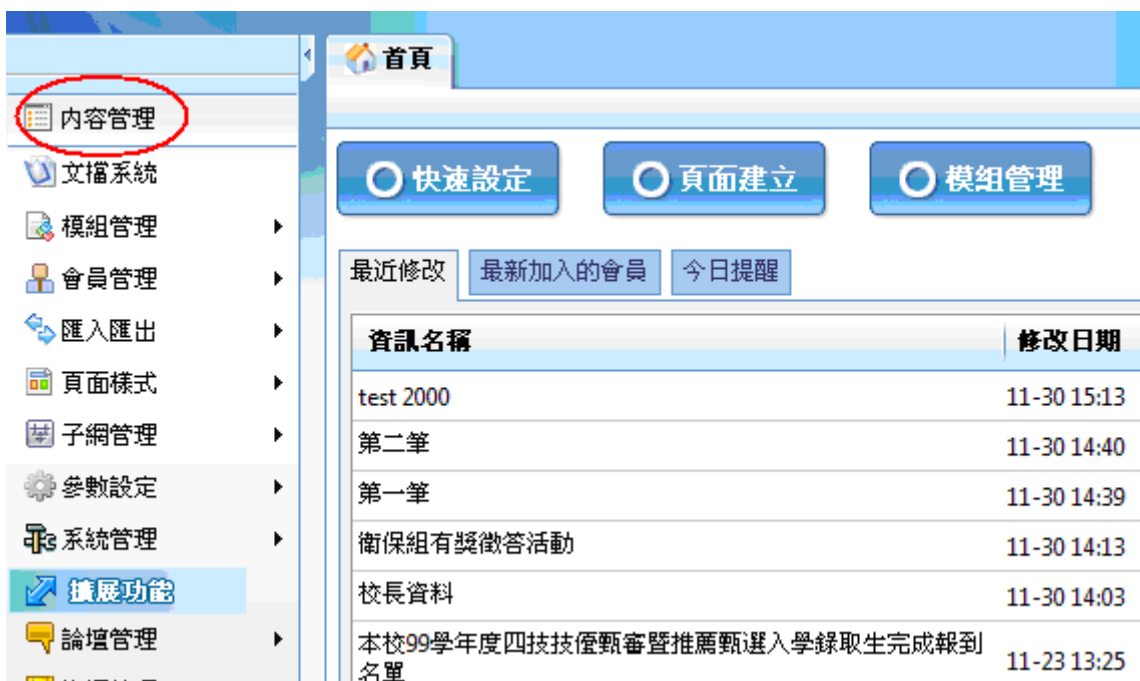 首頁
内容管理
文檔系統
模組管理
會員管理
匯入匯出
頁面樣式
子網管理
參數設定
系統管理
擴展功能
論壇管理
快速設定 頁面建立 模组管理
最近修改 最新加入的會員 今日提醒
資訊名稱 修改日期
test 2000 11-30 15:13
第二筆 11-30 14:40
第一筆 11-30 14:39
衛保組有獎徵答活動 11-30 14:13
校長資料 11-30 14:03
本校99學年度四技技優甄審暨推薦甄選入學錄取生完成報到
名單 11-23 13:25